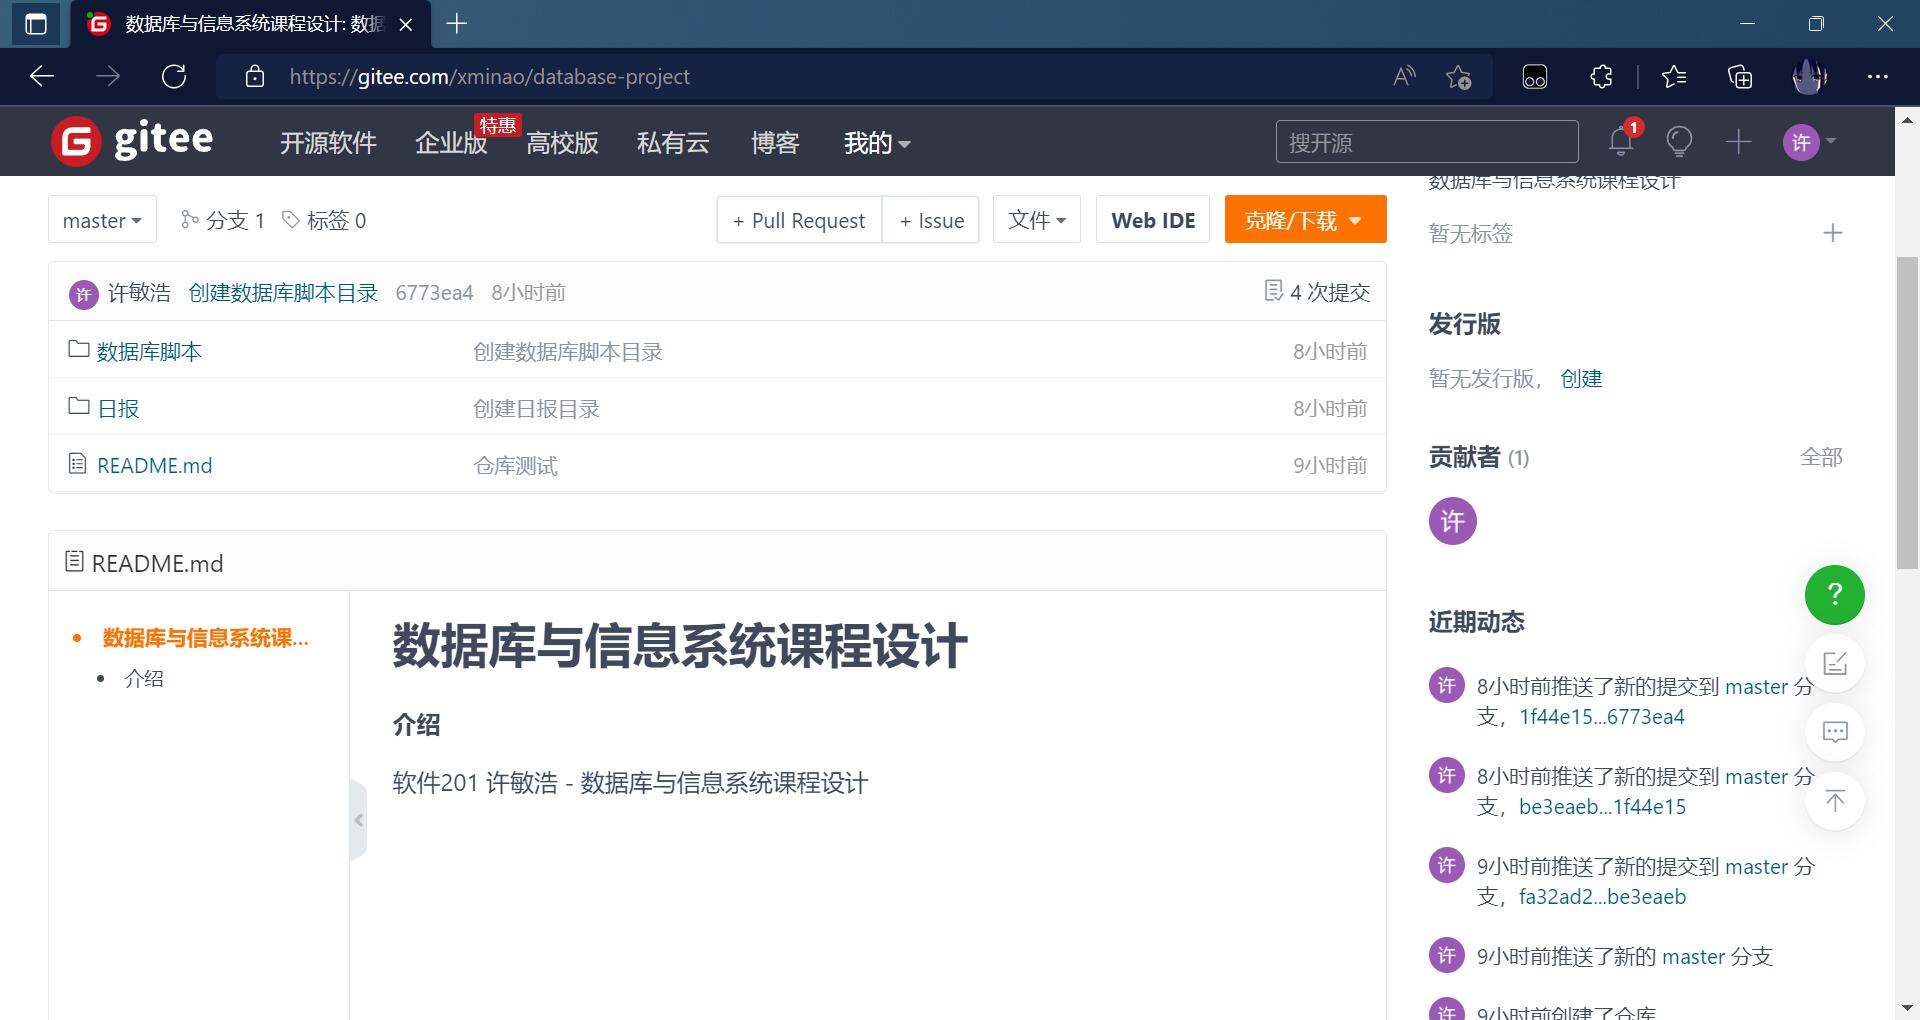 数据库与信息系统课程设计: 数据
https://gitee.com/xminao/database-project
gitee
开源软件
企业版
特惠
高校版
私有云
博客
我的
搜开源
1
许
master
分支 1
标签 0
+ Pull Request
+ Issue
文件
Web IDE
克隆/下载
数据库与信息系统课程设计
暂无标签
许 许敏浩 创建数据库脚本目录 6773ea4 8小时前
4 次提交
数据库脚本 创建数据库脚本目录 8小时前
日报 创建日报目录 8小时前
README.md 仓库测试 9小时前
发行版
暂无发行版， 创建
贡献者 (1) 全部
许
README.md
数据库与信息系统课...
介绍
数据库与信息系统课程设计
介绍
软件201 许敏浩 - 数据库与信息系统课程设计
?
近期动态
许 8小时前推送了新的提交到 master 分
支，1f44e15...6773ea4
许 8小时前推送了新的提交到 master 分
支，be3eaeb...1f44e15
许 9小时前推送了新的提交到 master 分
支，fa32ad2...be3eaeb
许 9小时前推送了新的 master 分支
许 9小时前创建了仓库